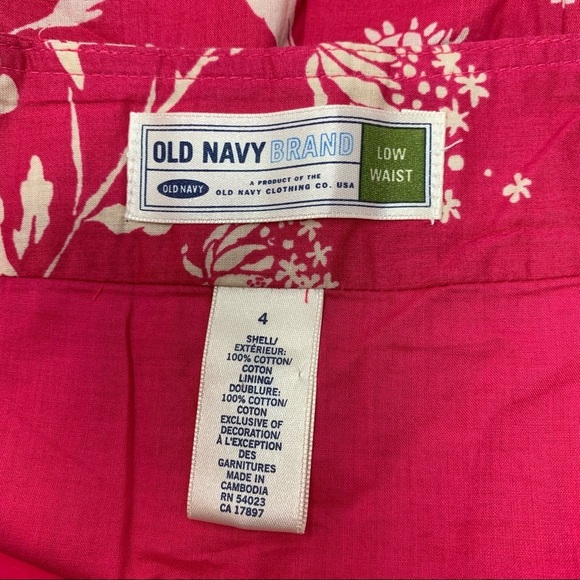 OLD NAVY BRAND
LOW
WAIST
OLD NAVY
A PRODUCT OF THE
OLD NAVY CLOTHING CO. USA
4
SHELL/
EXTÉRIEUR:
100% COTTON/
COTON
LINING/
DOUBLURE:
100% COTTON/
COTON
EXCLUSIVE OF
DECORATION/
À L'EXCEPTION
DES
GARNITURES
MADE IN
CAMBODIA
RN 54023
CA 17897